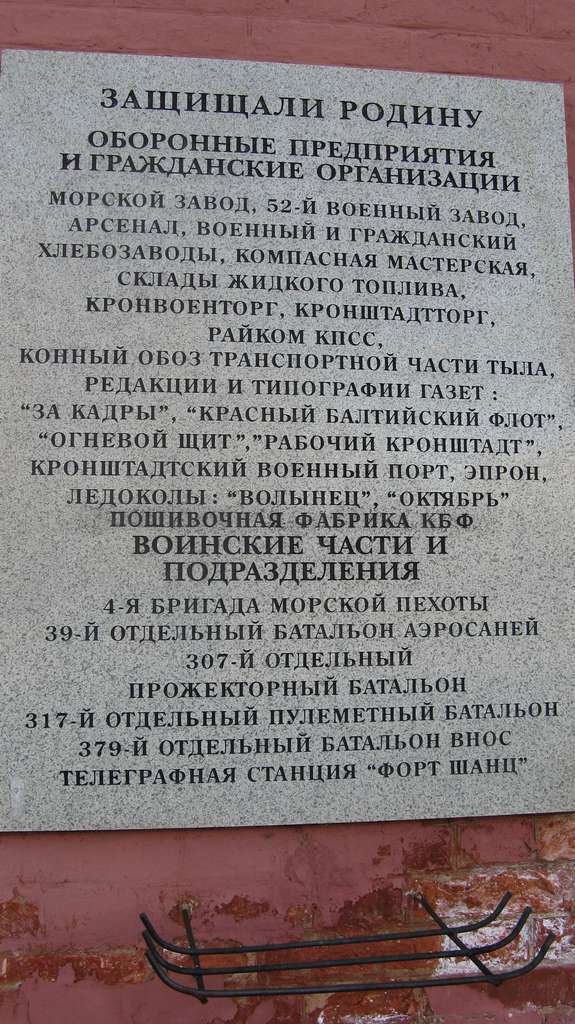 ЗАЩИЩАЛИ РОДИНУ
ОБОРОННЫЕ ПРЕДПРИЯТИЯ
И ГРАЖДАНСКИЕ ОРГАНИЗАЦИИ
МОРСКОЙ ЗАВОД, 52-Й ВОЕННЫЙ ЗАВОД,
АРСЕНАЛ, ВОЕННЫЙ И ГРАЖДАНСКИЙ
ХЛЕБОЗАВОДЫ, КОМПАСНАЯ МАСТЕРСКАЯ,
СКЛАДЫ ЖИДКОГО ТОПЛИВА,
КРОНВОЕНТОРГ, КРОНШТАДТТОРГ,
РАЙКОМ КПСС,
КОННЫЙ ОБОЗ ТРАНСПОРТНОЙ ЧАСТИ ТЫЛА,
РЕДАКЦИИ И ТИПОГРАФИИ ГАЗЕТ :
“ЗА КАДРЫ”, “КРАСНЫЙ БАЛТИЙСКИЙ ФЛОТ”,
“ОГНЕВОЙ ЩИТ”,”РАБОЧИЙ КРОНШТАДТ”,
КРОНШТАДТСКИЙ ВОЕННЫЙ ПОРТ, ЭПРОН,
ЛЕДОКОЛЫ : “ВОЛЫНЕЦ”, “ОКТЯБРЬ”
ПОШИВОЧНАЯ ФАБРИКА КБФ
ВОИНСКИЕ ЧАСТИ И
ПОДРАЗДЕЛЕНИЯ
4-Я БРИГАДА МОРСКОЙ ПЕХОТЫ
39-Й ОТДЕЛЬНЫЙ БАТАЛЬОН АЭРОСАНЕЙ
307-Й ОТДЕЛЬНЫЙ
ПРОЖЕКТОРНЫЙ БАТАЛЬОН
317-Й ОТДЕЛЬНЫЙ ПУЛЕМЕТНЫЙ БАТАЛЬОН
379-Й ОТДЕЛЬНЫЙ БАТАЛЬОН ВНОС
ТЕЛЕГРАФНАЯ СТАНЦИЯ “ФОРТ ШАНЦ”